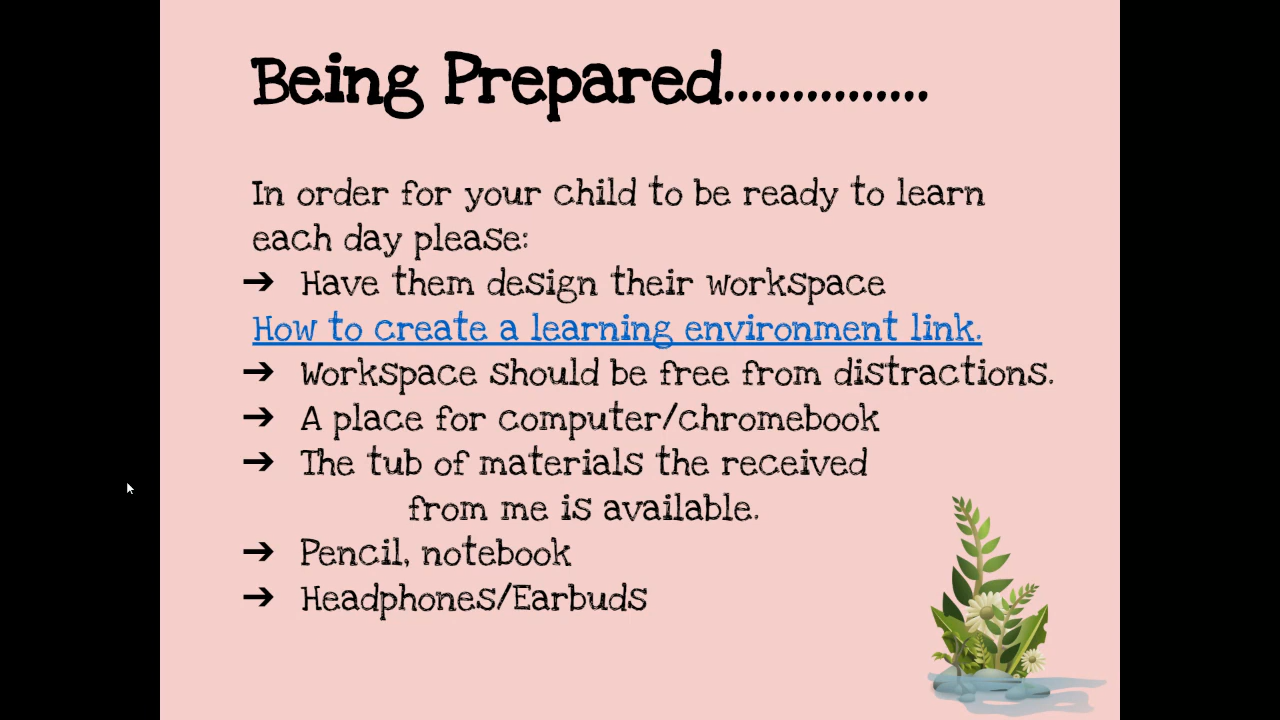 Being Prepared...............
In order for your child to be ready to learn
each day please:
➔ Have them design their workspace
How to create a learning environment link.
➔ Workspace should be free from distractions.
➔ A place for computer/chromebook
➔ The tub of materials the received
from me is available.
➔ Pencil, notebook
➔ Headphones/Earbuds